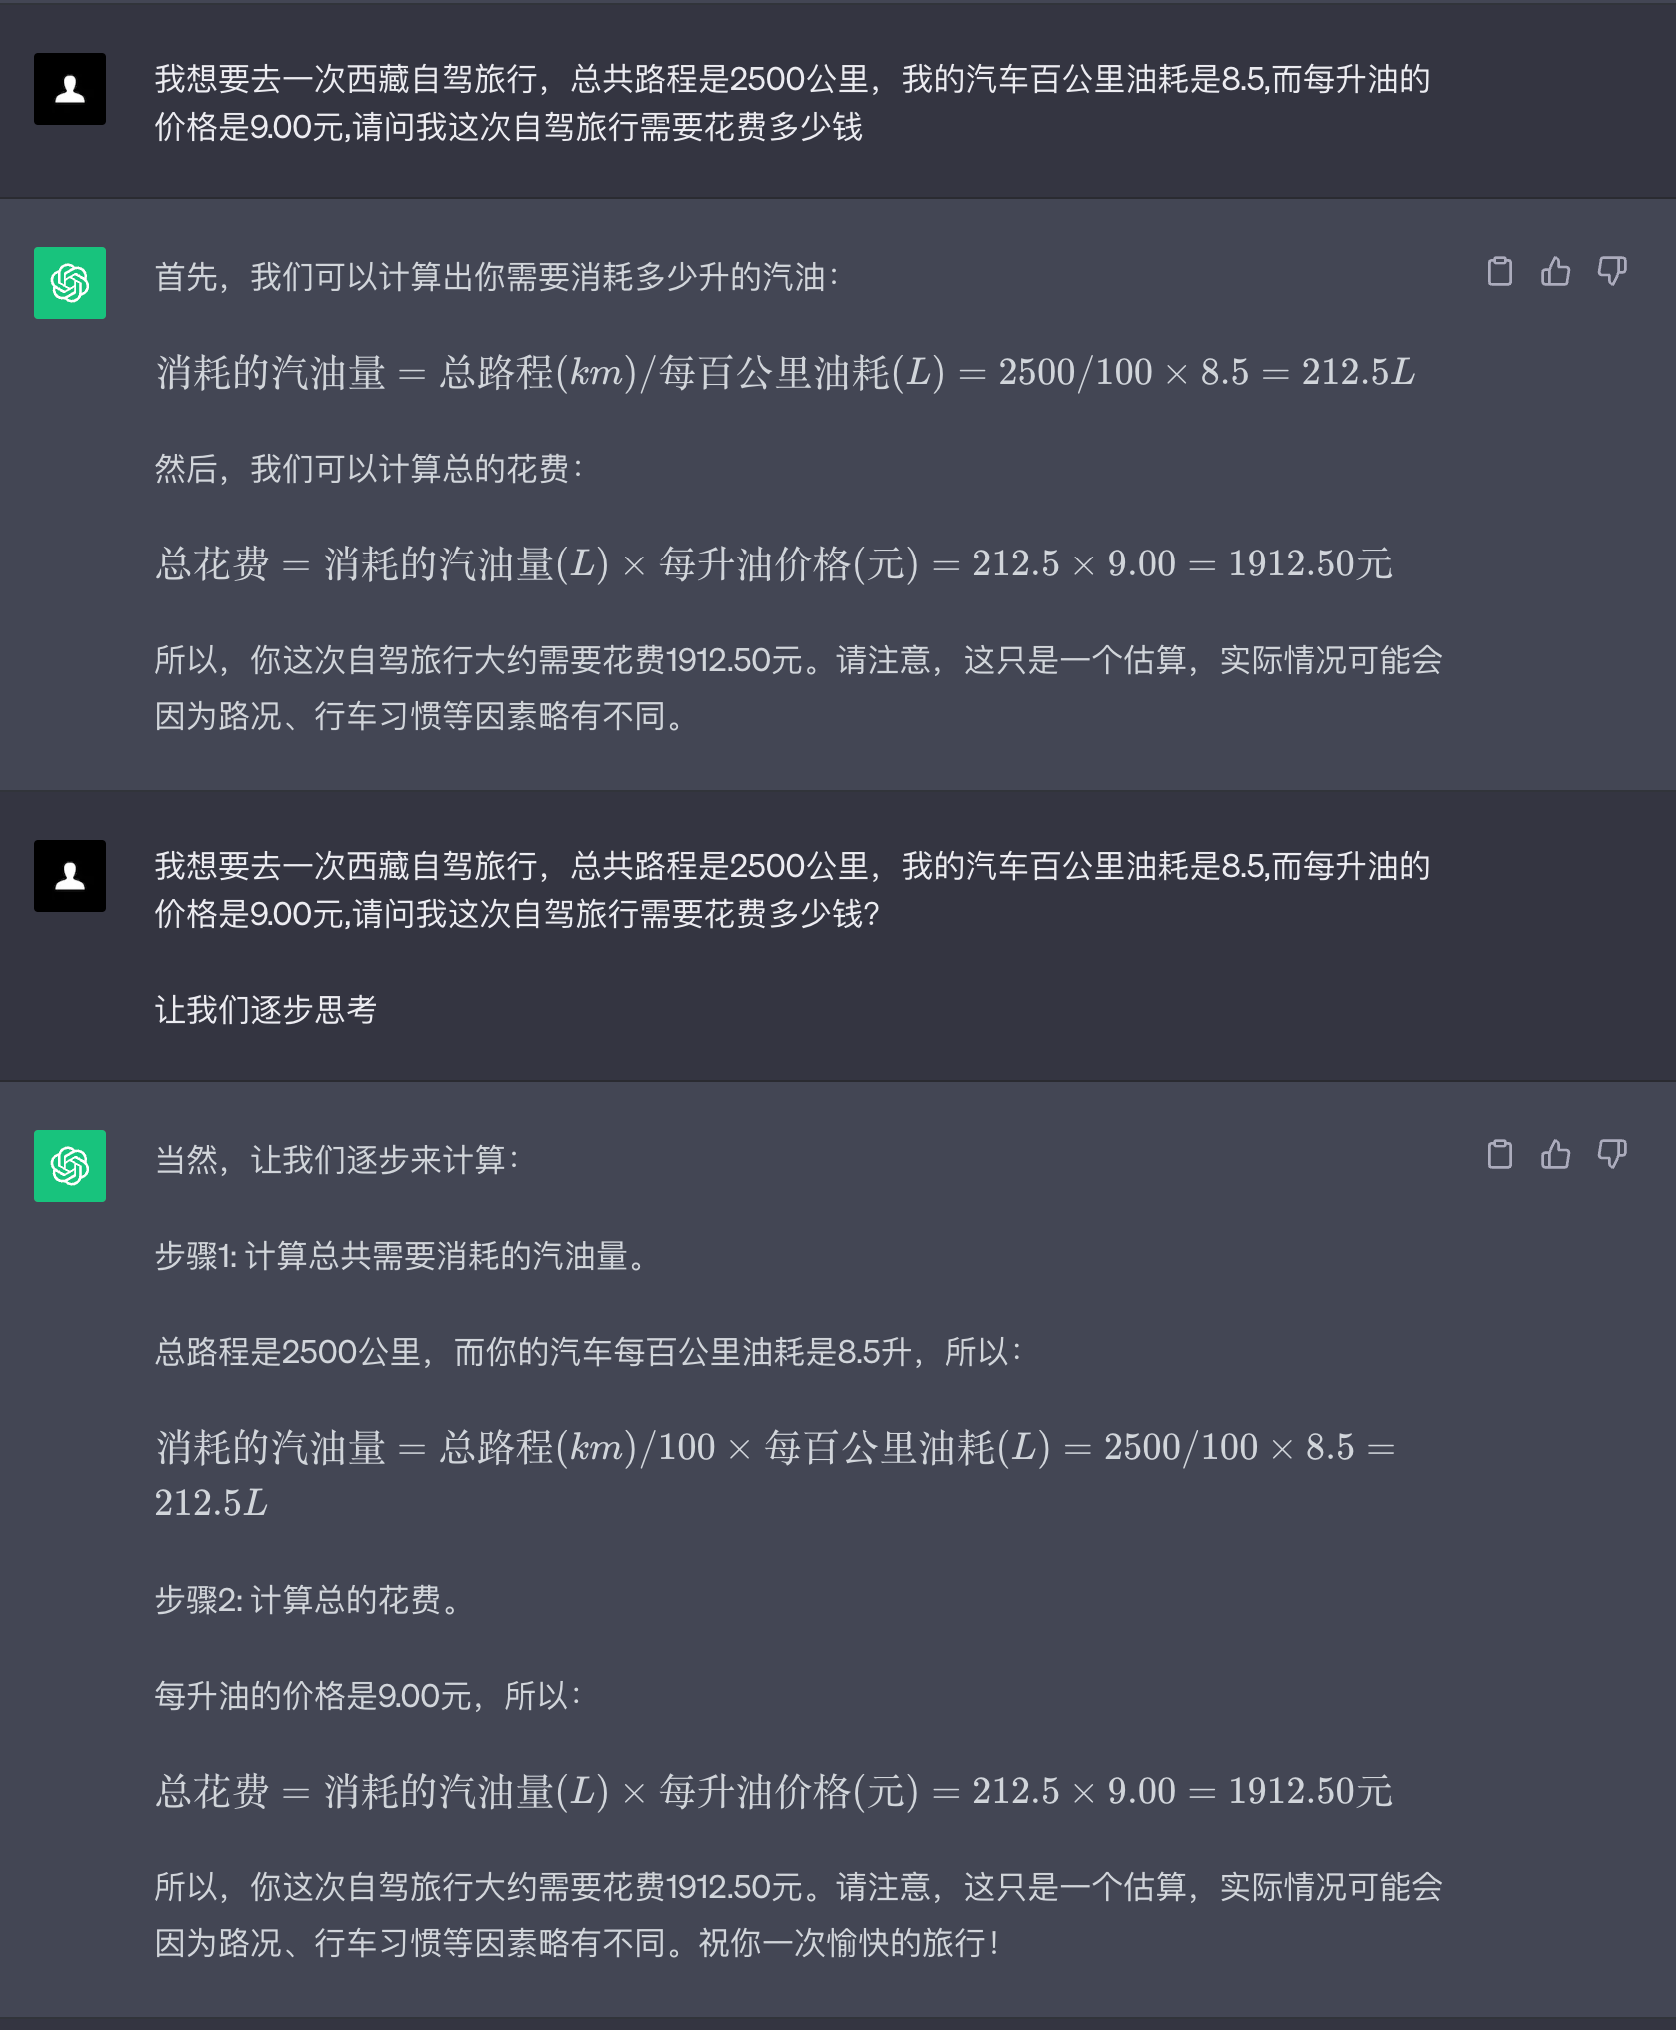 我想要去一次西藏自驾旅行，总共路程是2500公里，我的汽车百公里油耗是8.5,而每升油的
价格是9.00元,请问我这次自驾旅行需要花费多少钱
首先，我们可以计算出你需要消耗多少升的汽油：
消耗的汽油量 = 总路程(km)/每百公里油耗(L) = 2500/100 × 8.5 = 212.5L
然后，我们可以计算总的花费：
总花费 = 消耗的汽油量(L) × 每升油价格(元) = 212.5 × 9.00 = 1912.50元
所以，你这次自驾旅行大约需要花费1912.50元。请注意，这只是一个估算，实际情况可能会
因为路况、行车习惯等因素略有不同。
我想要去一次西藏自驾旅行，总共路程是2500公里，我的汽车百公里油耗是8.5,而每升油的
价格是9.00元,请问我这次自驾旅行需要花费多少钱？
让我们逐步思考
当然，让我们逐步来计算：
步骤1: 计算总共需要消耗的汽油量。
总路程是2500公里，而你的汽车每百公里油耗是8.5升，所以：
消耗的汽油量 = 总路程(km)/100 × 每百公里油耗(L) = 2500/100 × 8.5 =
212.5L
步骤2: 计算总的花费。
每升油的价格是9.00元，所以：
总花费 = 消耗的汽油量(L) × 每升油价格(元) = 212.5 × 9.00 = 1912.50元
所以，你这次自驾旅行大约需要花费1912.50元。请注意，这只是一个估算，实际情况可能会
因为路况、行车习惯等因素略有不同。祝你一次愉快的旅行！